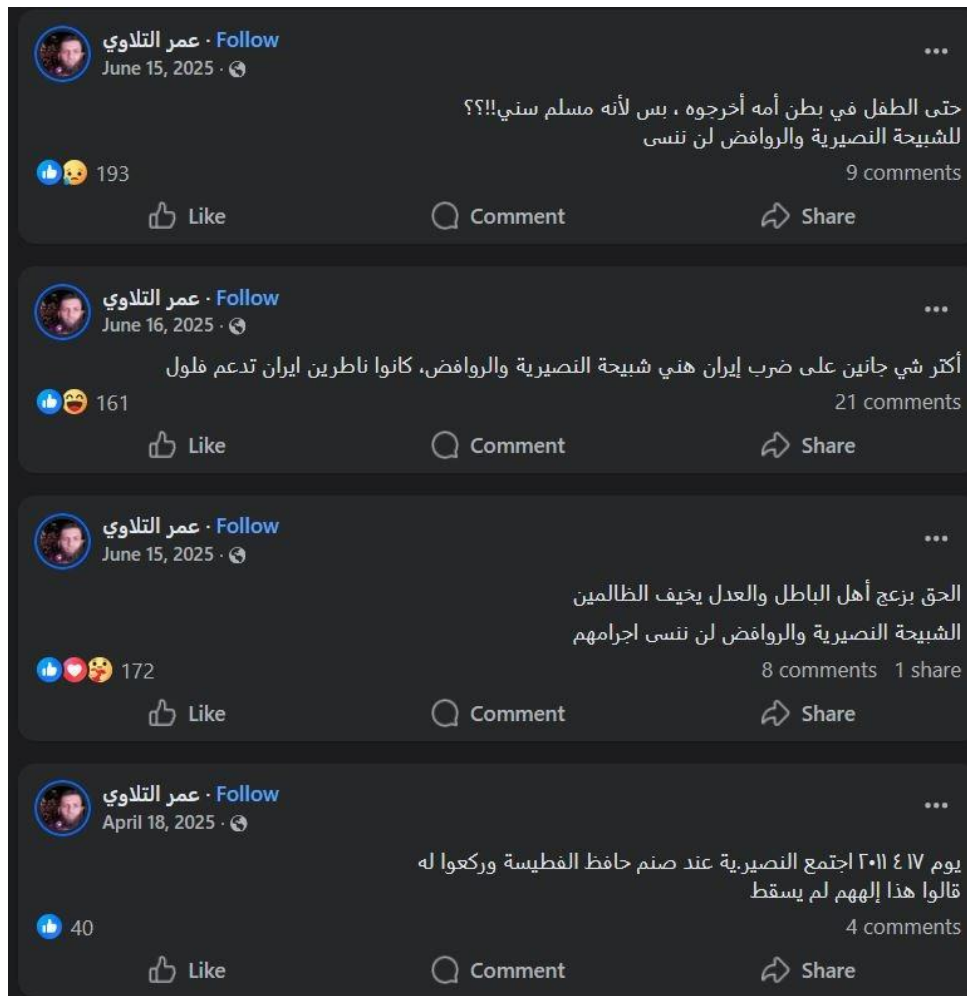 عمر التلاوي · Follow
June 15, 2025
حتى الطفل في بطن أمه أخرجوه ، بس لأنه مسلم سني!!؟؟
للشبيحة النصيرية والروافض لن ننسى
193 9 comments
Like Comment Share
عمر التلاوي · Follow
June 16, 2025
أكتر شي جانين على ضرب إيران هني شبيحة النصيرية والروافض، كانوا ناطرين ايران تدعم فلول
161 21 comments
Like Comment Share
عمر التلاوي · Follow
June 15, 2025
الحق بزعج أهل الباطل والعدل يخيف الظالمين
الشبيحة النصيرية والروافض لن ننسى اجرامهم
172 8 comments 1 share
Like Comment Share
عمر التلاوي · Follow
April 18, 2025
يوم ١٧ ٤ ٢٠١١ اجتمع النصير.ية عند صنم حافظ الفطيسة وركعوا له
قالوا هذا إلههم لم يسقط
40 4 comments
Like Comment Share